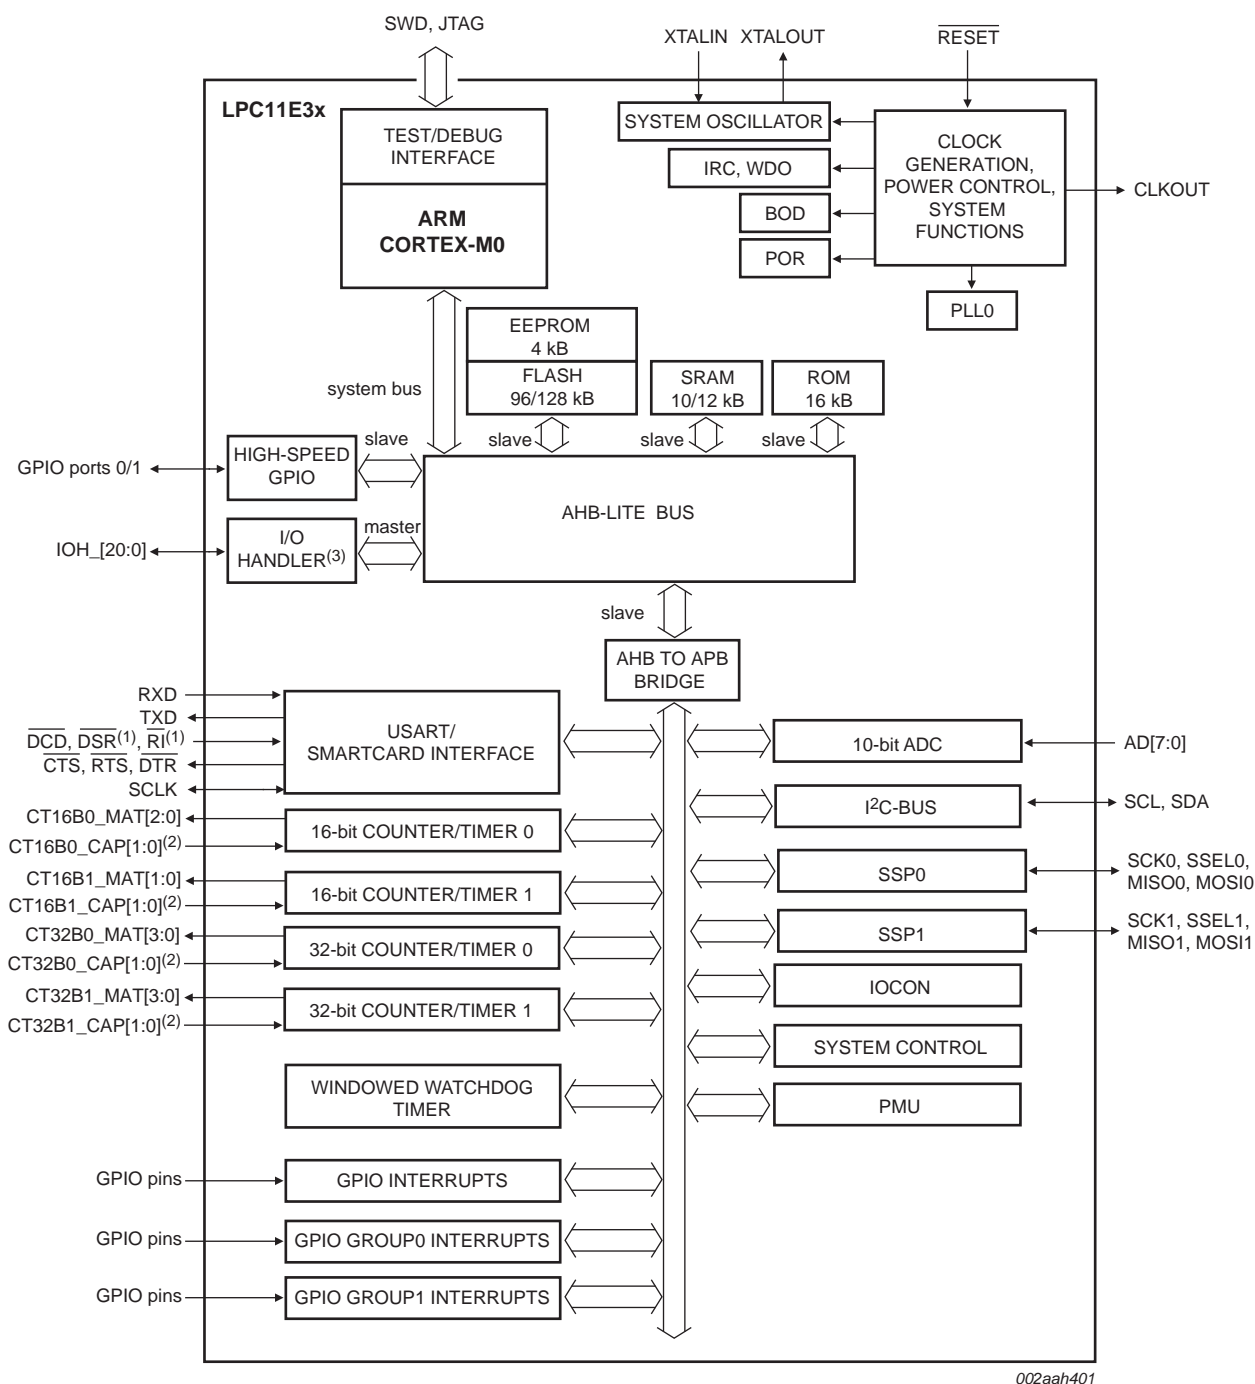 SWD, JTAG
XTALIN XTALOUT
RESET
LPC11E3x
TEST/DEBUG
INTERFACE
ARM
CORTEX-M0
SYSTEM OSCILLATOR
IRC, WDO
BOD
POR
CLOCK
GENERATION,
POWER CONTROL,
SYSTEM
FUNCTIONS
CLKOUT
PLL0
system bus
EEPROM
4 kB
FLASH
96/128 kB
SRAM
10/12 kB
ROM
16 kB
slave
slave
slave
slave
GPIO ports 0/1
HIGH-SPEED
GPIO
AHB-LITE BUS
master
IOH_[20:0]
I/O
HANDLER(3)
slave
AHB TO APB
BRIDGE
RXD
TXD
DCD, DSR(1), RI(1)
CTS, RTS, DTR
SCLK
USART/
SMARTCARD INTERFACE
CT16B0_MAT[2:0]
CT16B0_CAP[1:0](2)
16-bit COUNTER/TIMER 0
CT16B1_MAT[1:0]
CT16B1_CAP[1:0](2)
16-bit COUNTER/TIMER 1
CT32B0_MAT[3:0]
CT32B0_CAP[1:0](2)
32-bit COUNTER/TIMER 0
CT32B1_MAT[3:0]
CT32B1_CAP[1:0](2)
32-bit COUNTER/TIMER 1
WINDOWED WATCHDOG
TIMER
GPIO pins
GPIO INTERRUPTS
GPIO pins
GPIO GROUP0 INTERRUPTS
GPIO pins
GPIO GROUP1 INTERRUPTS
10-bit ADC
AD[7:0]
I2C-BUS
SCL, SDA
SSP0
SCK0, SSEL0,
MISO0, MOSI0
SSP1
SCK1, SSEL1,
MISO1, MOSI1
IOCON
SYSTEM CONTROL
PMU
002aah401